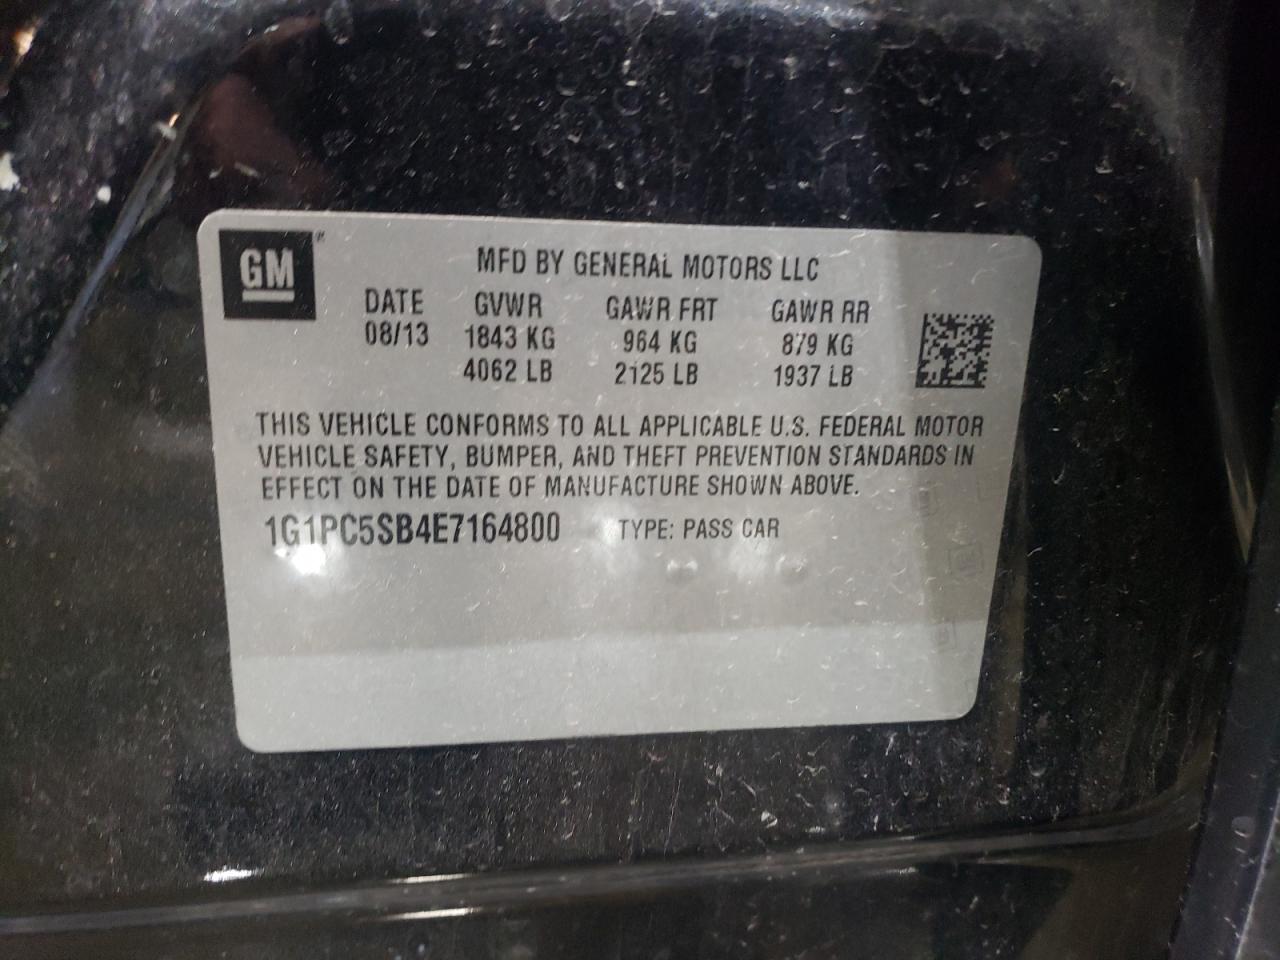 GM
MFD BY GENERAL MOTORS LLC
DATE GVWR GAWR FRT GAWR RR
08/13 1843 KG 964 KG 879 KG
4062 LB 2125 LB 1937 LB
THIS VEHICLE CONFORMS TO ALL APPLICABLE U.S. FEDERAL MOTOR
VEHICLE SAFETY, BUMPER, AND THEFT PREVENTION STANDARDS IN
EFFECT ON THE DATE OF MANUFACTURE SHOWN ABOVE.
1G1PC5SB4E7164800 TYPE: PASS CAR